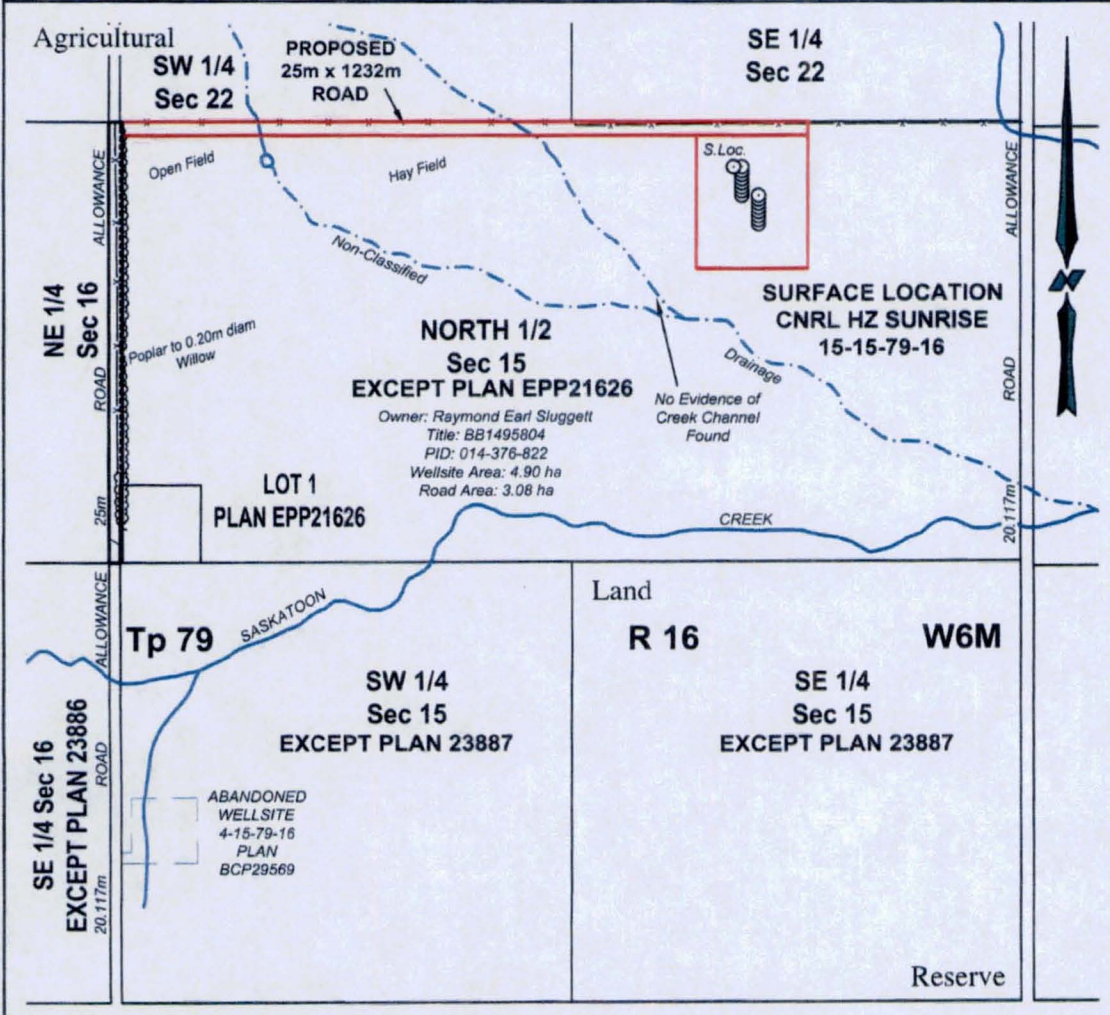 Agricultural
SW 1/4
Sec 22
PROPOSED
25m x 1232m
ROAD
SE 1/4
Sec 22
ALLOWANCE
Open Field
Hay Field
S.Loc.
ALLOWANCE
NE 1/4
Sec 16
Non-Classified
SURFACE LOCATION
CNRL HZ SUNRISE
15-15-79-16
Poplar to 0.20m diam
Willow
NORTH 1/2
Sec 15
EXCEPT PLAN EPP21626
Owner: Raymond Earl Sluggett
Title: BB1495804
PID: 014-376-822
Wellsite Area: 4.90 ha
Road Area: 3.08 ha
Drainage
No Evidence of
Creek Channel
Found
ROAD
ROAD
LOT 1
PLAN EPP21626
25m
CREEK
20.117m
SASKATOON
Land
ALLOWANCE
Tp 79
R 16
W6M
SW 1/4
Sec 15
EXCEPT PLAN 23887
SE 1/4
Sec 15
EXCEPT PLAN 23887
SE 1/4 Sec 16
EXCEPT PLAN 23886
ROAD
20.117m
ABANDONED
WELLSITE
4-15-79-16
PLAN
BCP29569
Reserve